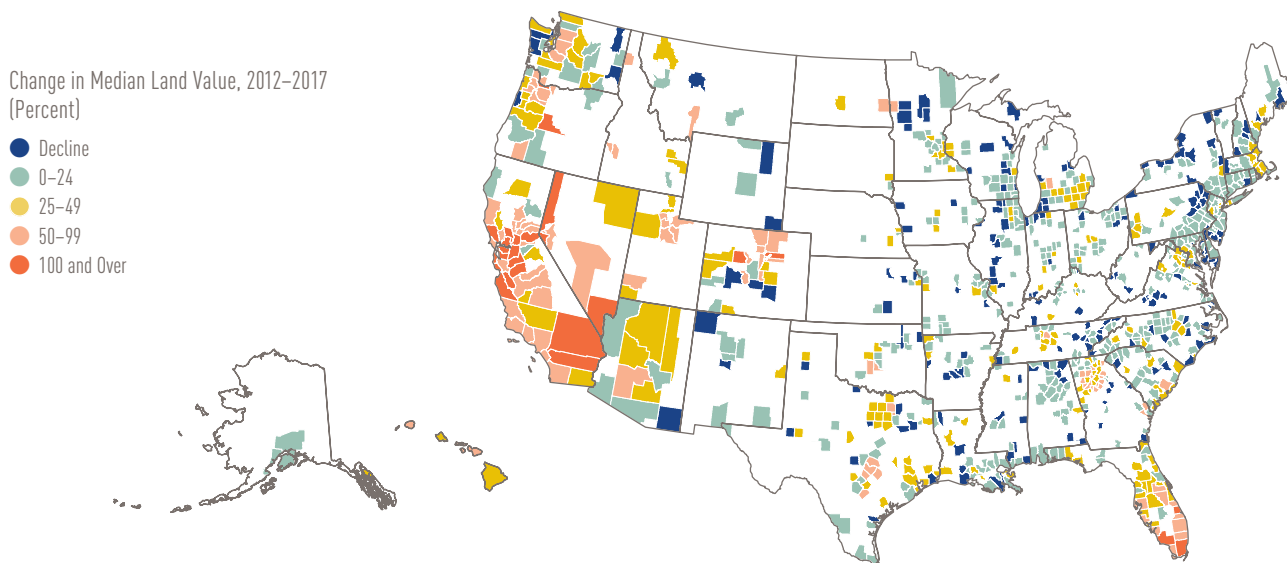 Change in Median Land Value, 2012–2017
(Percent)
Decline
0–24
25–49
50–99
100 and Over